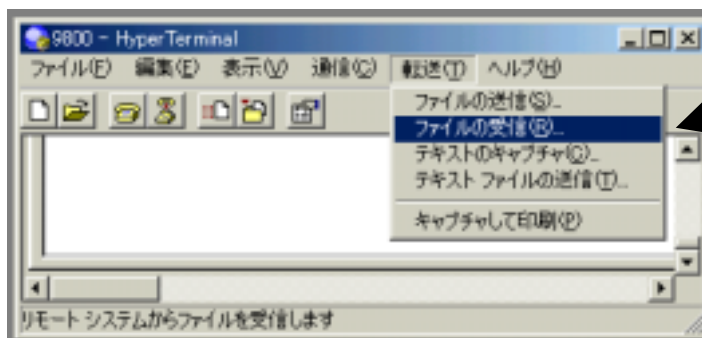 9800 - HyperTerminal
ファイル(F) 編集(E) 表示(V) 通信(C) 転送(T) ヘルプ(H)
ファイルの送信(S)...
ファイルの受信(R)...
テキストのキャプチャ(C)...
テキスト ファイルの送信(T)...
キャプチャして印刷(P)
リモート システムからファイルを受信します